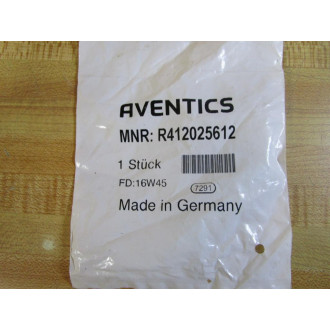 AVENTICS
MNR: R412025612
1 Stück
FD:16W45
7291
Made in Germany